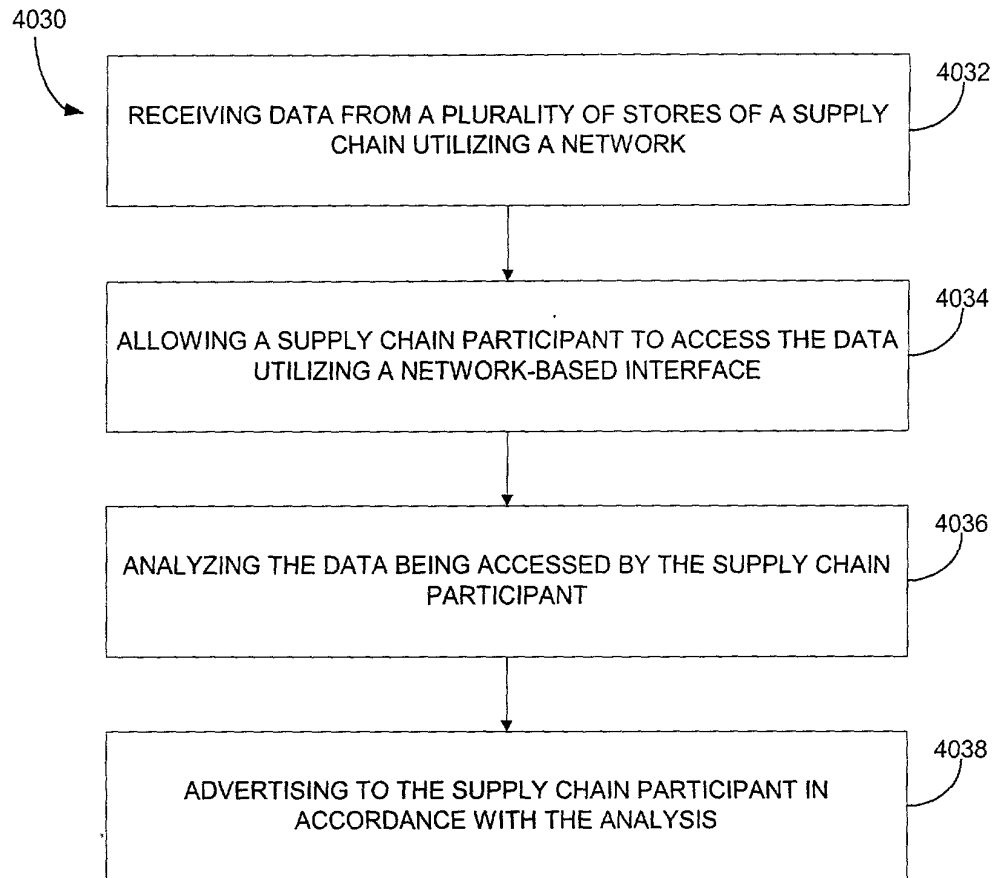 4030
4032
RECEIVING DATA FROM A PLURALITY OF STORES OF A SUPPLY
CHAIN UTILIZING A NETWORK
4034
ALLOWING A SUPPLY CHAIN PARTICIPANT TO ACCESS THE DATA
UTILIZING A NETWORK-BASED INTERFACE
4036
ANALYZING THE DATA BEING ACCESSED BY THE SUPPLY CHAIN
PARTICIPANT
4038
ADVERTISING TO THE SUPPLY CHAIN PARTICIPANT IN
ACCORDANCE WITH THE ANALYSIS